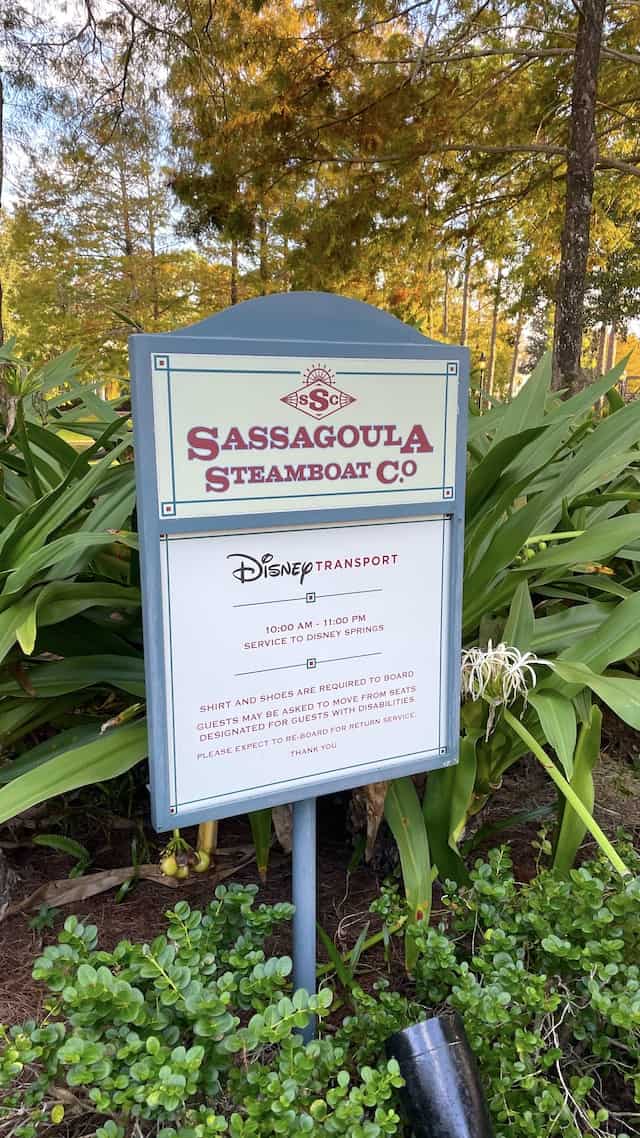 SSC
SASSAGOULA
STEAMBOAT C.O
Disney TRANSPORT
10:00 AM - 11:00 PM
SERVICE TO DISNEY SPRINGS
SHIRT AND SHOES ARE REQUIRED TO BOARD
GUESTS MAY BE ASKED TO MOVE FROM SEATS
DESIGNATED FOR GUESTS WITH DISABILITIES.
PLEASE EXPECT TO RE-BOARD FOR RETURN SERVICE.
THANK YOU